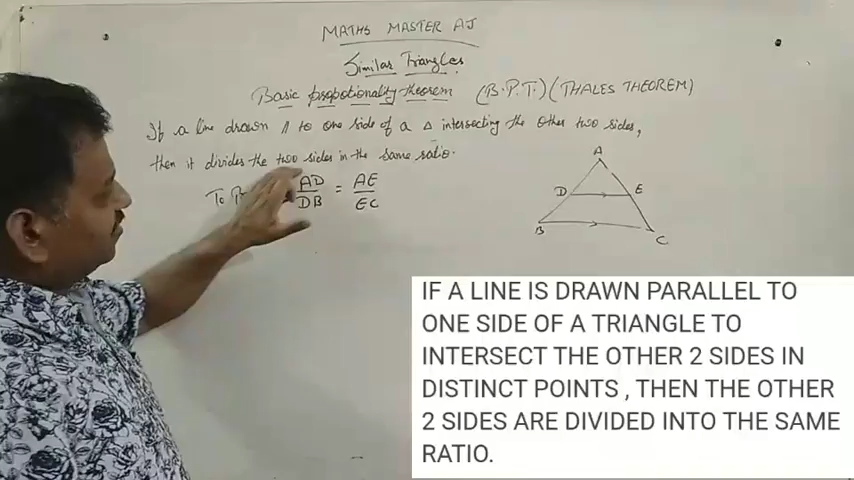 MATHS MASTER AJ
Similar Triangles.
Basic propotionality theorem (B.P.T.) (THALES THEOREM)
If a line drawn // to one side of a △ intersecting the other two sides,
then it divides the two sides in the same ratio.
To AD/DB = AE/EC
A
D E
B C
IF A LINE IS DRAWN PARALLEL TO
ONE SIDE OF A TRIANGLE TO
INTERSECT THE OTHER 2 SIDES IN
DISTINCT POINTS , THEN THE OTHER
2 SIDES ARE DIVIDED INTO THE SAME
RATIO.